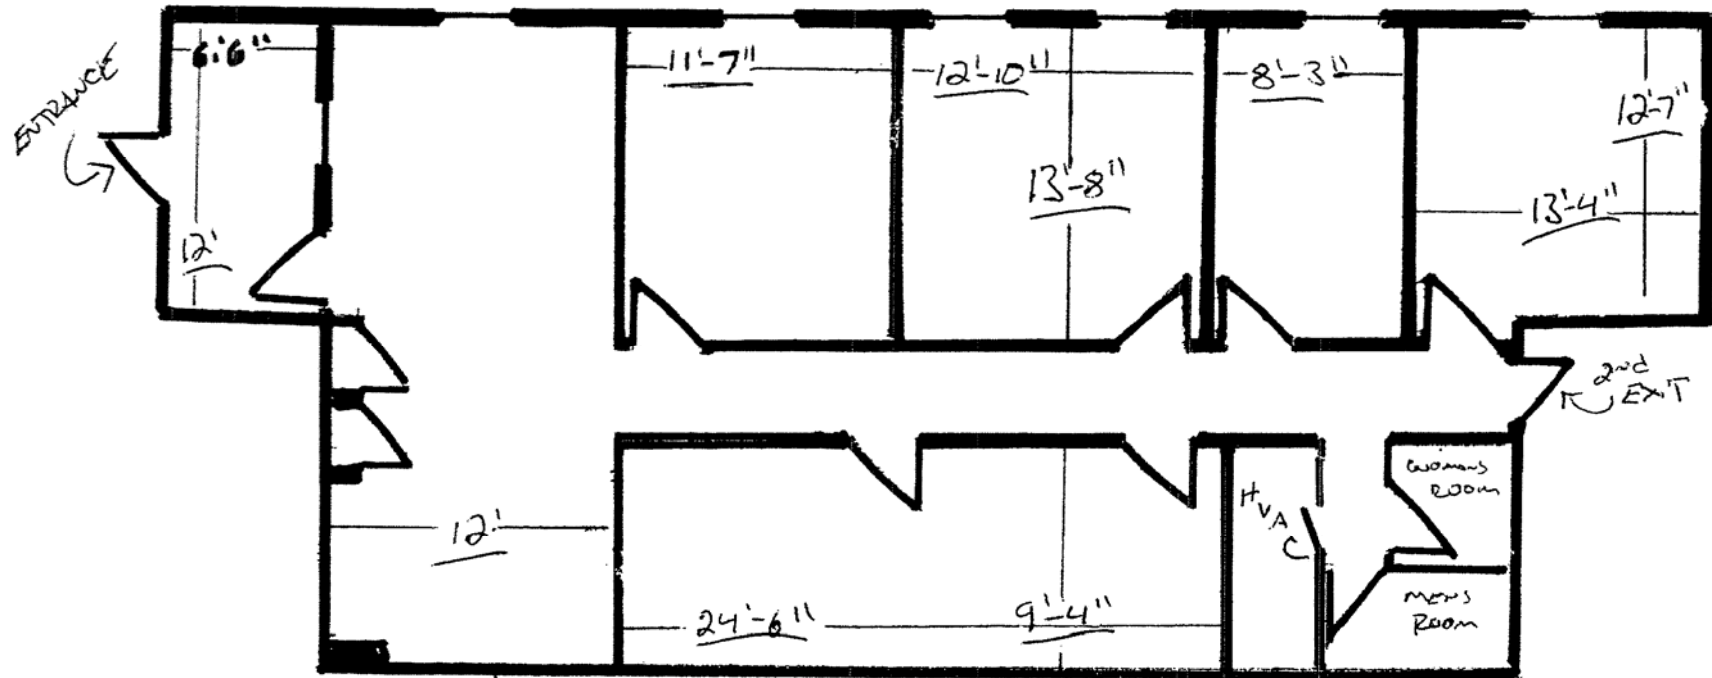 ENTRANCE
6'6"
11'-7"
12'-10"
8'-3"
12'-7"
13'-8"
13'-4"
12'
2nd
EXIT
WOMANS
ROOM
HVAC
12'
24'-6"
9'-4"
MENS
ROOM